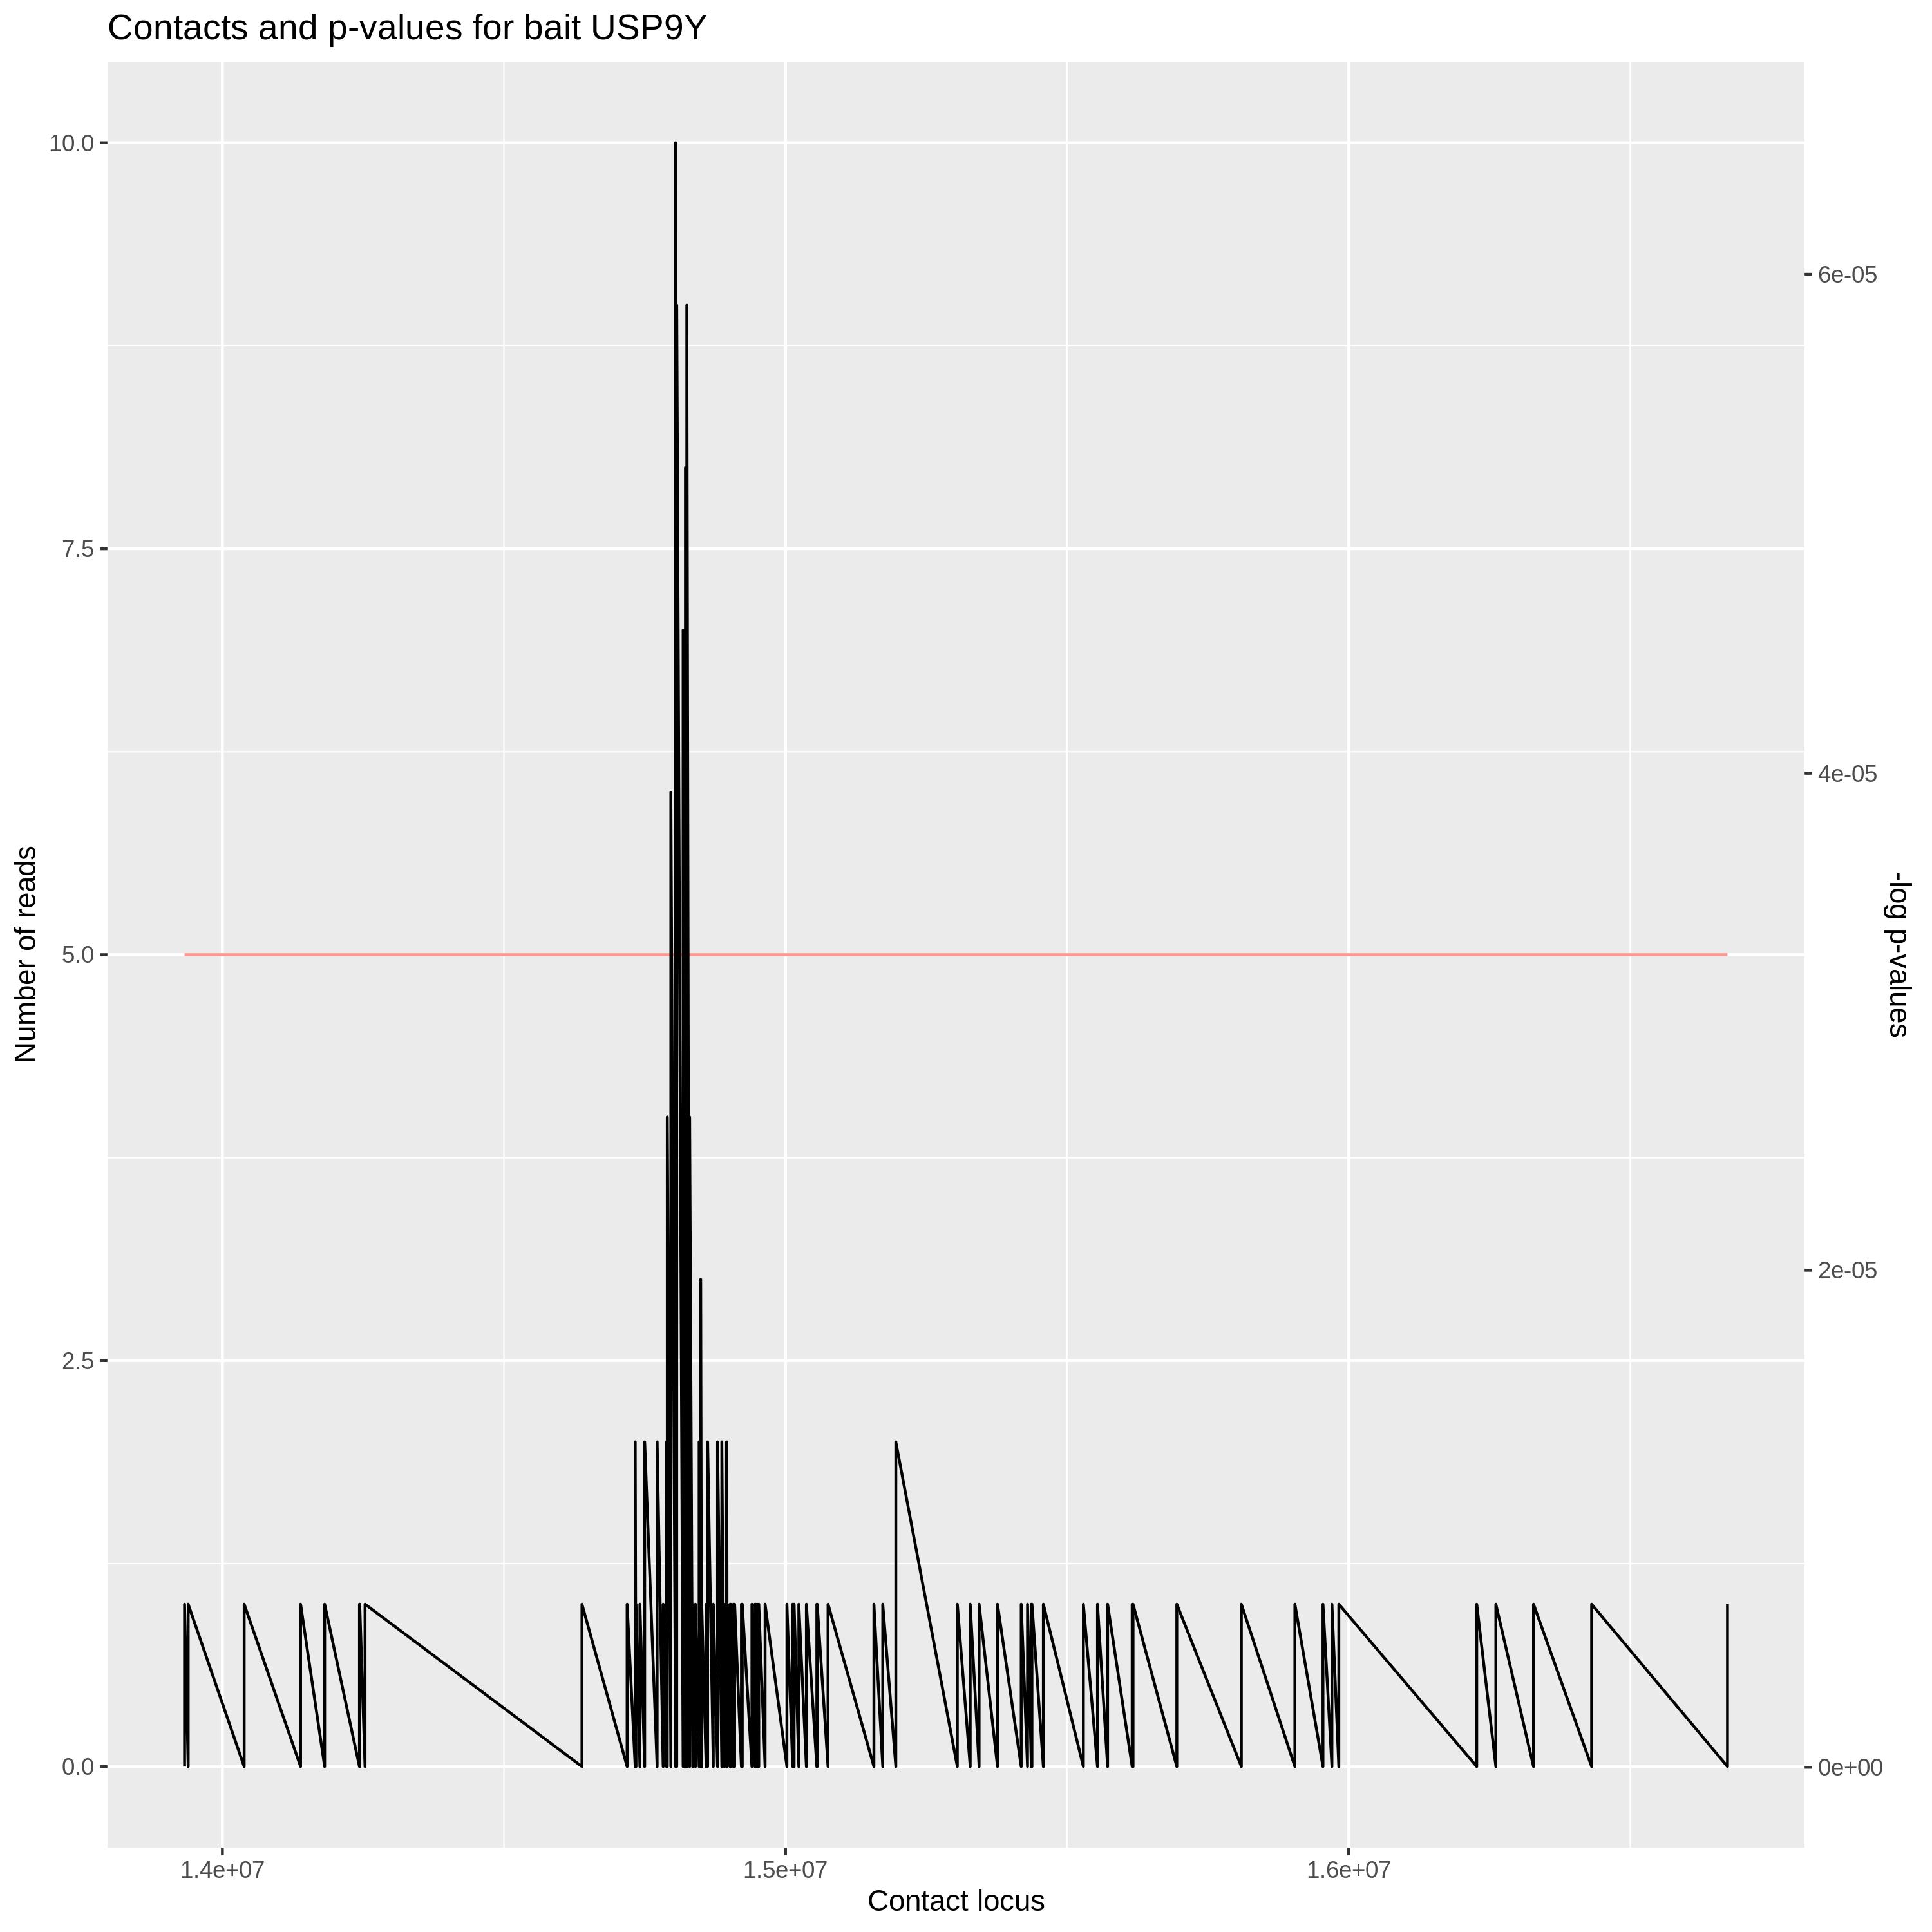 Contacts and p-values for bait USP9Y
10.0
7.5
5.0
2.5
0.0
Number of reads
6e-05
4e-05
2e-05
0e+00
-log p-values
1.4e+07
1.5e+07
1.6e+07
Contact locus